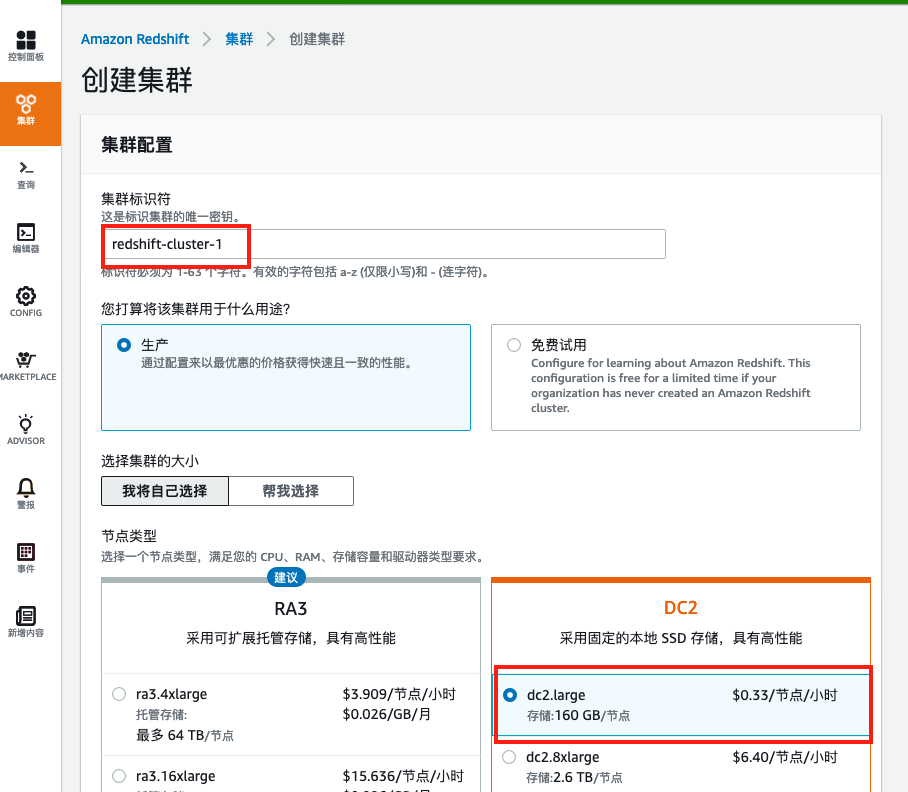 Amazon Redshift > 集群 > 创建集群
创建集群
控制面板
集群
查询
编辑器
CONFIG
MARKETPLACE
ADVISOR
警报
事件
新增内容
集群配置
集群标识符
这是标识集群的唯一密钥。
redshift-cluster-1
标识符必须为 1-63 个字符。有效的字符包括 a-z (仅限小写)和 - (连字符)。
您打算将该集群用于什么用途?
生产
通过配置来以最优惠的价格获得快速且一致的性能。
免费试用
Configure for learning about Amazon Redshift. This
configuration is free for a limited time if your
organization has never created an Amazon Redshift
cluster.
选择集群的大小
我将自己选择
帮我选择
节点类型
选择一个节点类型，满足您的 CPU、RAM、存储容量和驱动器类型要求。
建议
RA3
采用可扩展托管存储，具有高性能
ra3.4xlarge $3.909/节点/小时
托管存储: $0.026/GB/月
最多 64 TB/节点
ra3.16xlarge $15.636/节点/小时
DC2
采用固定的本地 SSD 存储，具有高性能
dc2.large $0.33/节点/小时
存储:160 GB/节点
dc2.8xlarge $6.40/节点/小时
存储:2.6 TB/节点